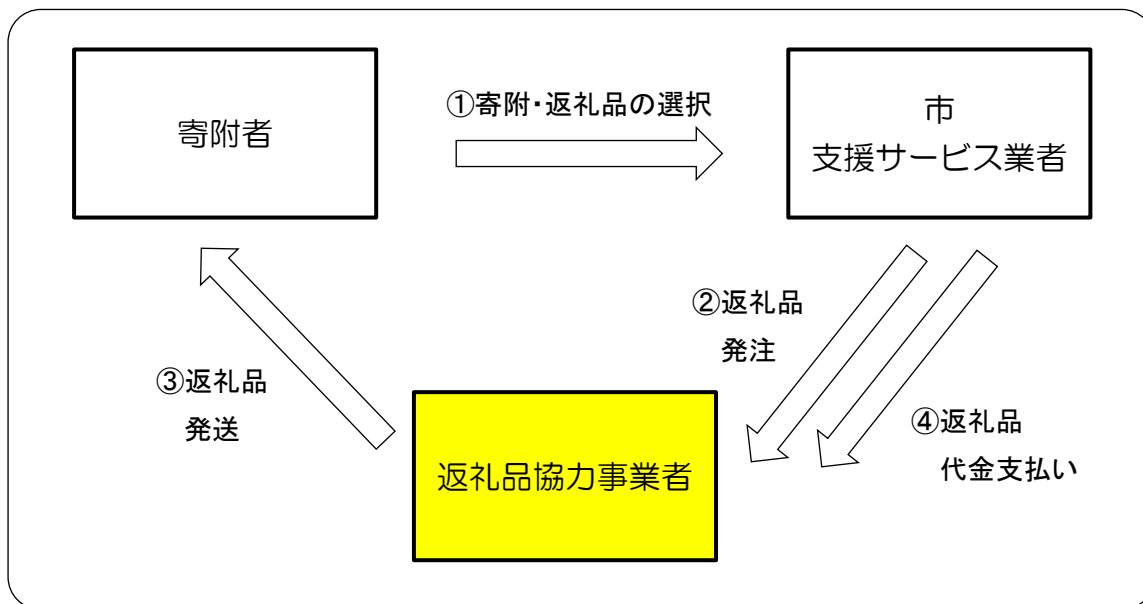 寄附者
①寄附・返礼品の選択
市
支援サービス業者
②返礼品
発注
③返礼品
発送
④返礼品
代金支払い
返礼品協力事業者